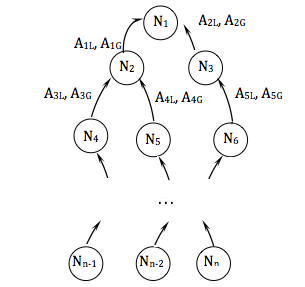 N1
A1L, A1G
A2L, A2G
N2
N3
A3L, A3G
A4L, A4G
A5L, A5G
N4
N5
N6
...
Nn-1
Nn-2
Nn